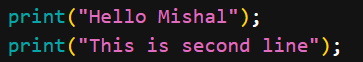 print("Hello Mishal");
print("This is second line");